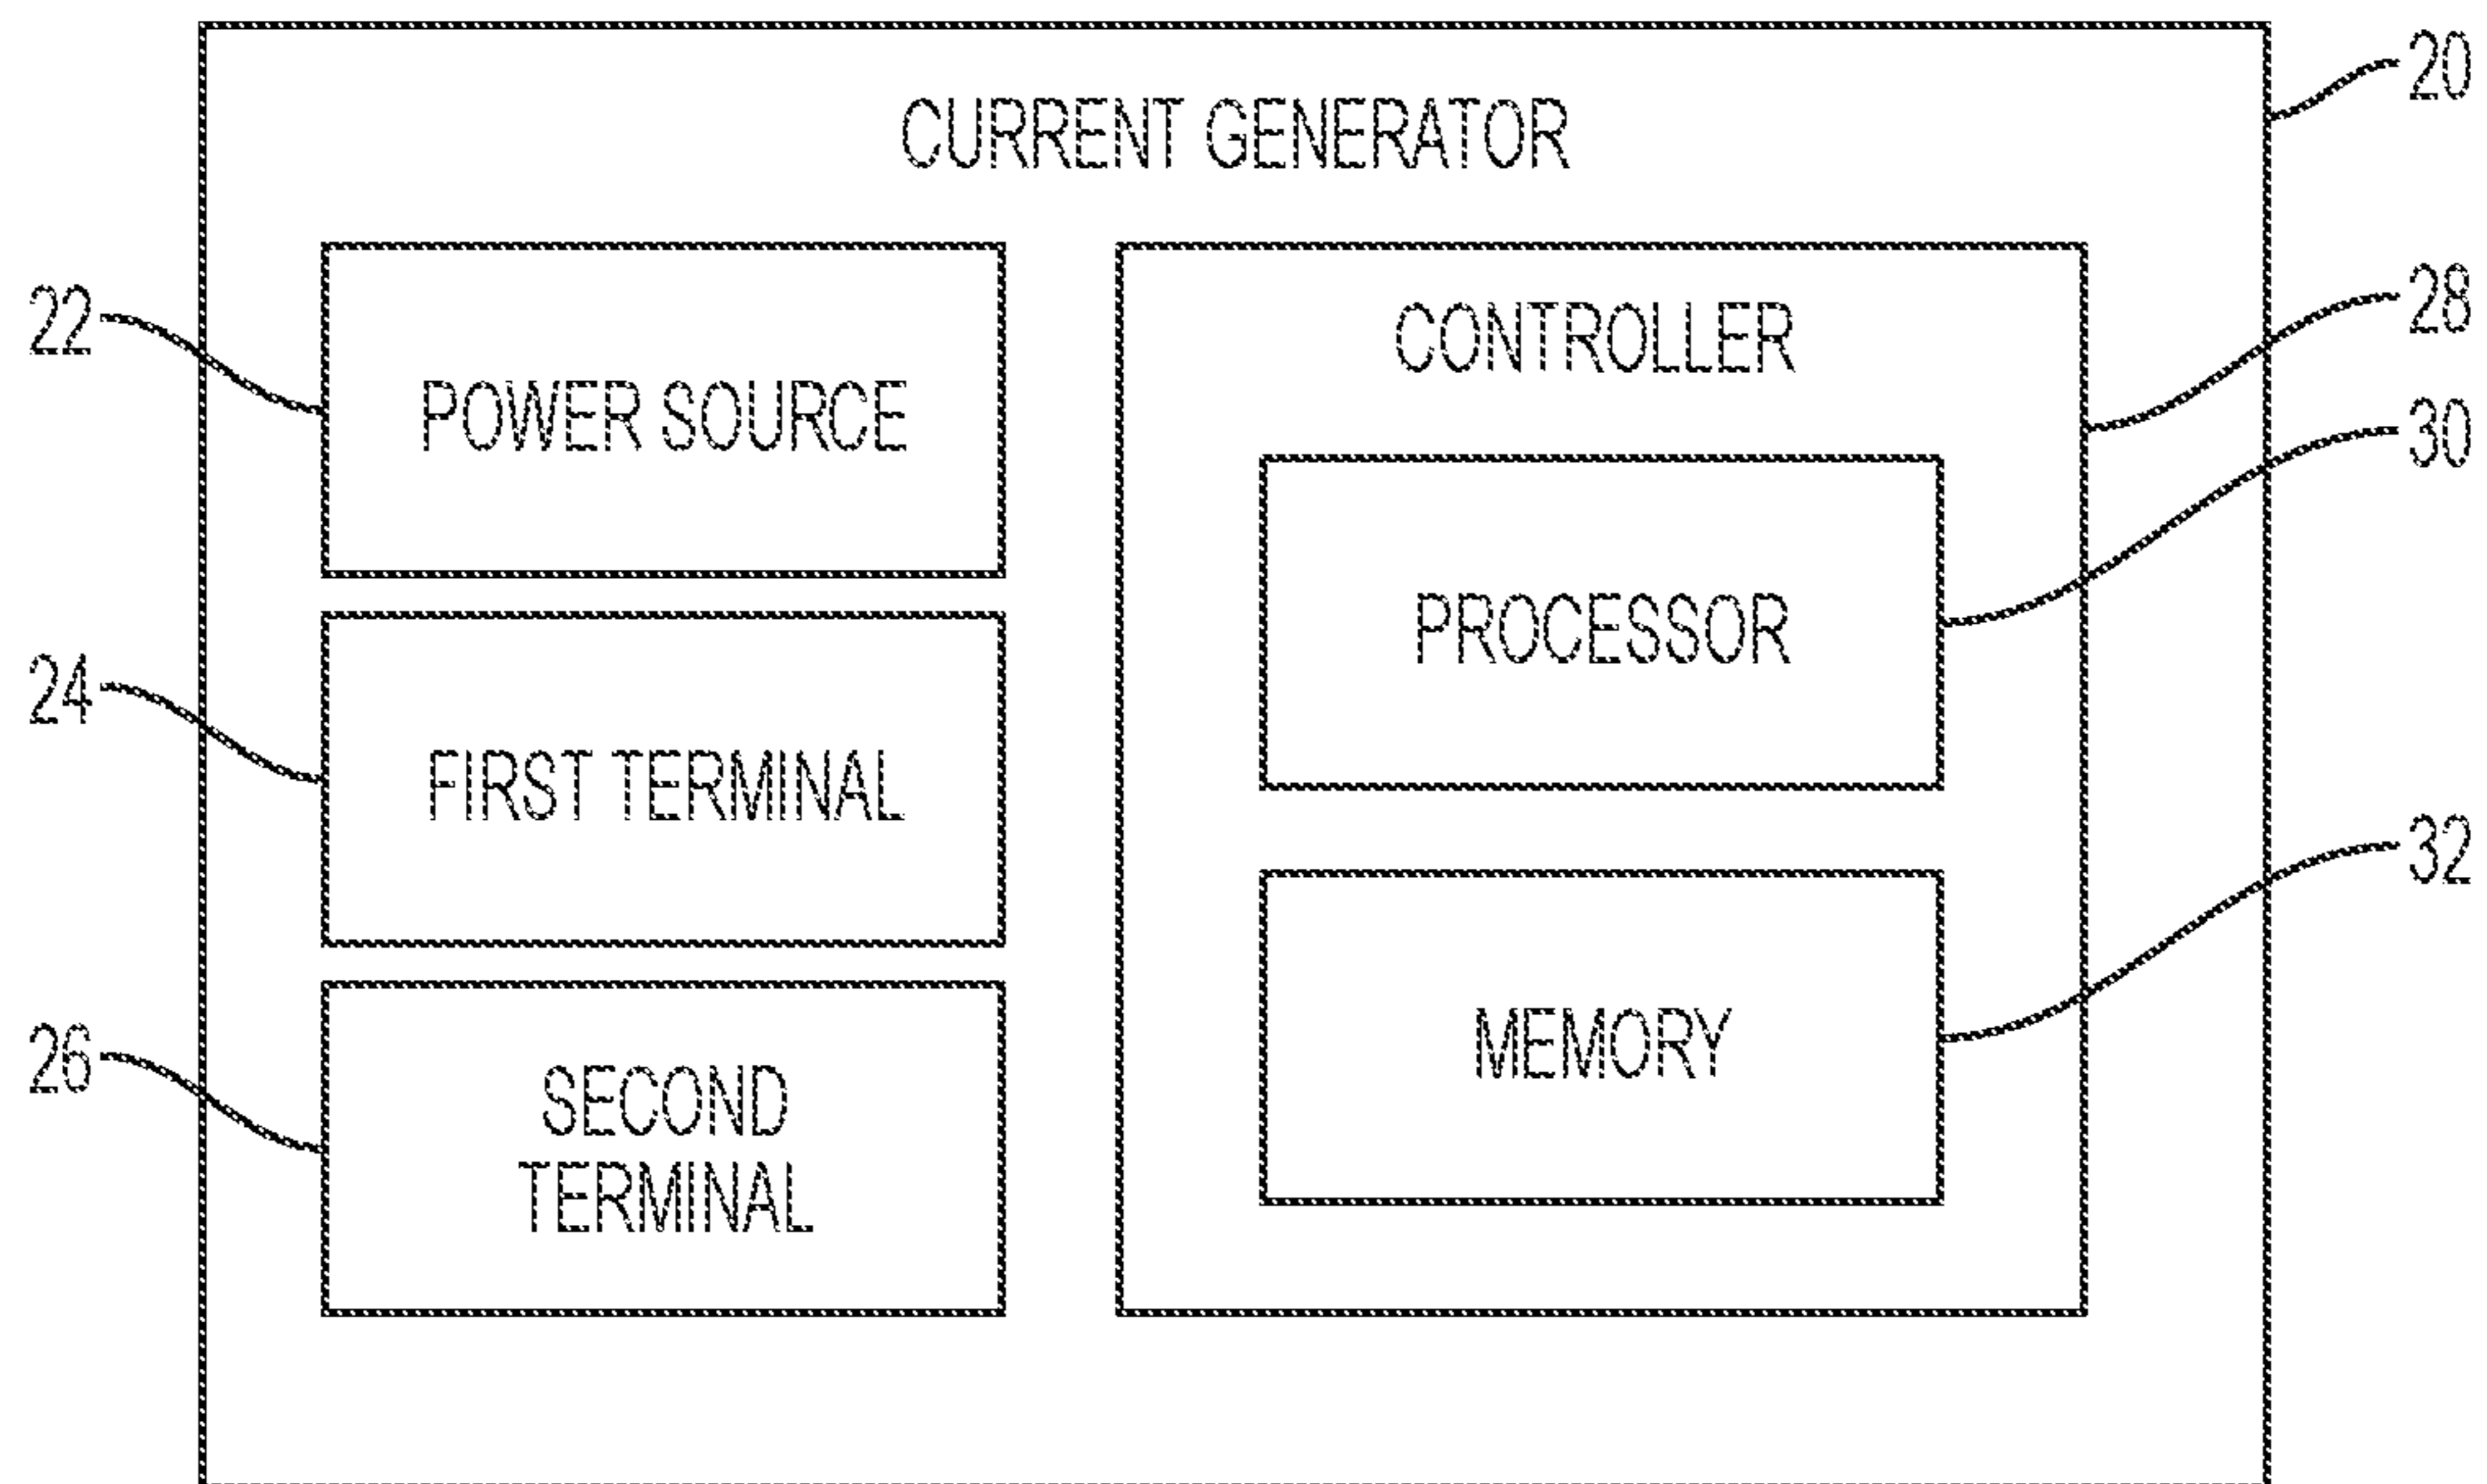 CURRENT GENERATOR
20
22
POWER SOURCE
24
FIRST TERMINAL
26
SECOND
TERMINAL
CONTROLLER
28
PROCESSOR
30
MEMORY
32